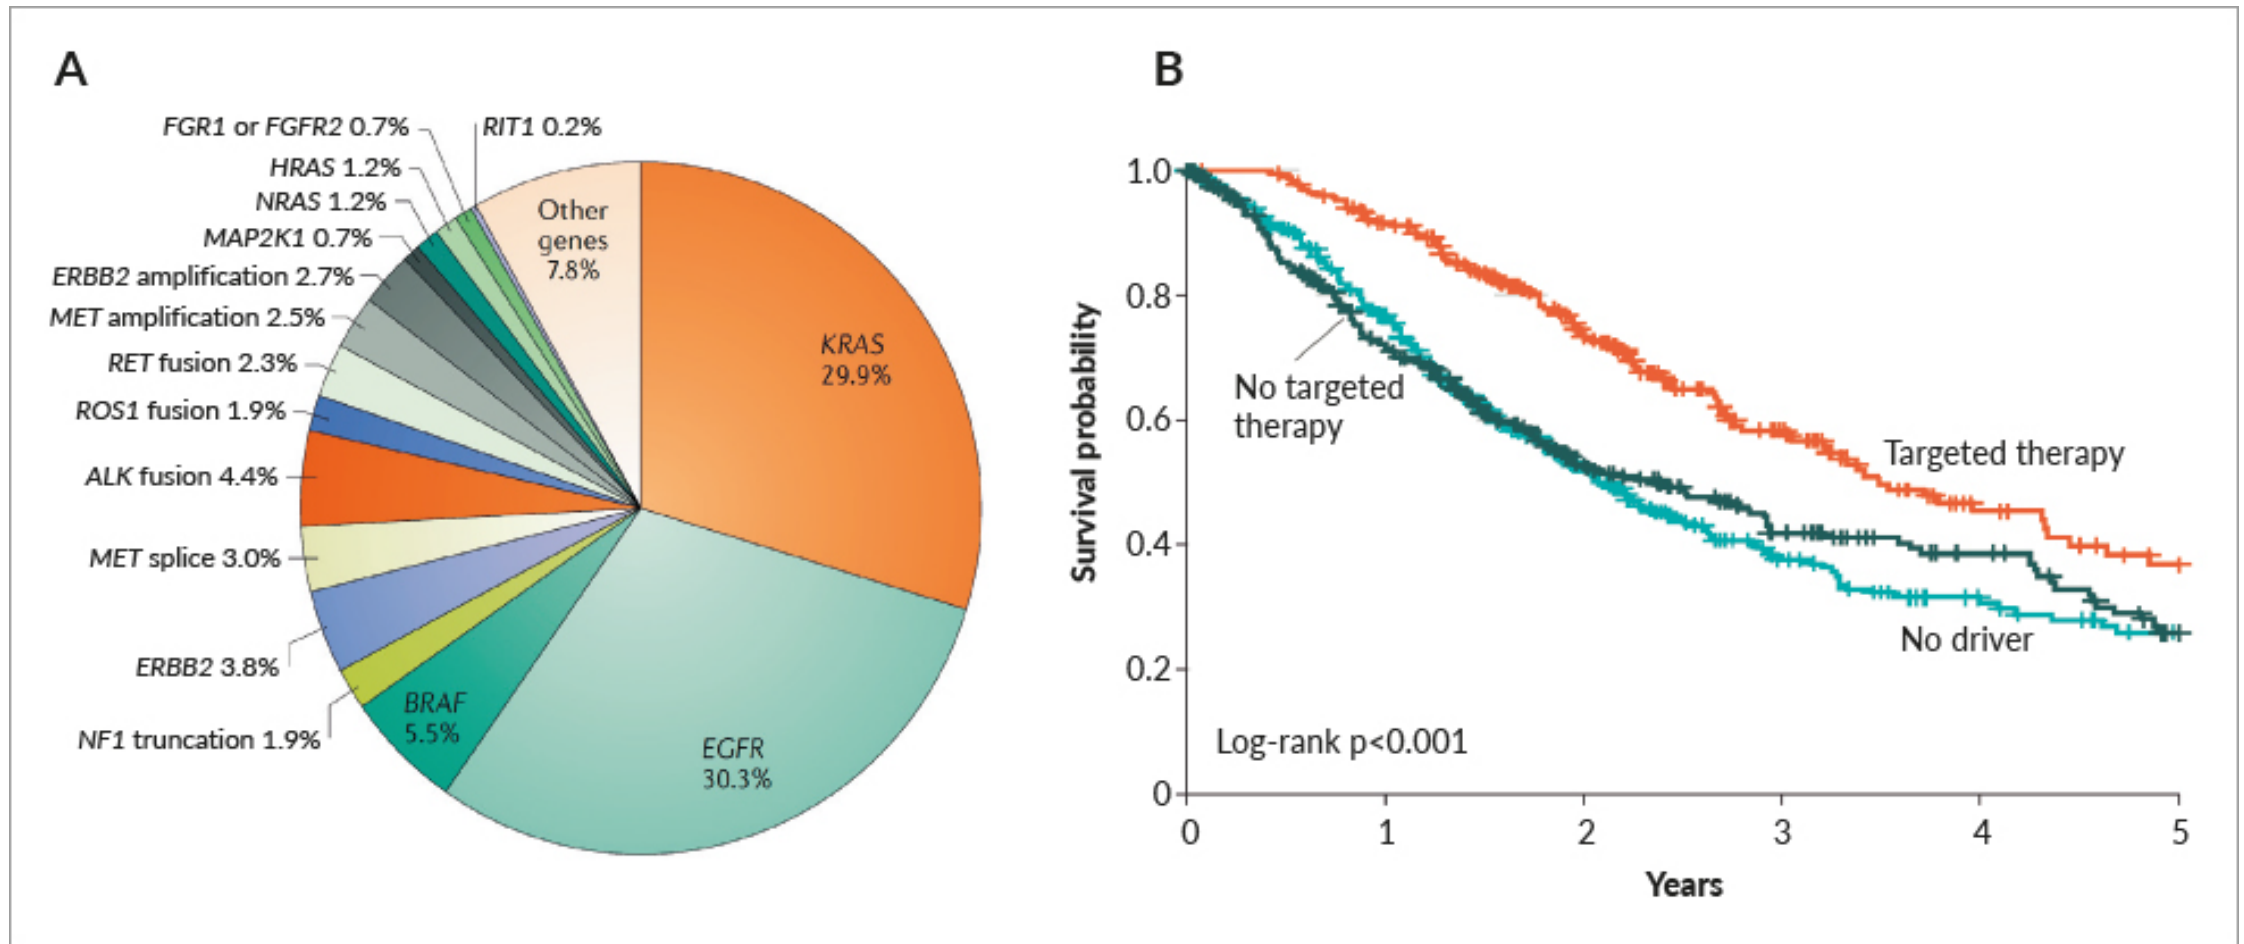 A
FGR1 or FGFR2 0.7%
RIT1 0.2%
HRAS 1.2%
NRAS 1.2%
MAP2K1 0.7%
ERBB2 amplification 2.7%
MET amplification 2.5%
RET fusion 2.3%
ROS1 fusion 1.9%
ALK fusion 4.4%
MET splice 3.0%
ERBB2 3.8%
NF1 truncation 1.9%
Other
genes
7.8%
KRAS
29.9%
BRAF
5.5%
EGFR
30.3%
B
Survival probability
1.0
0.8
0.6
0.4
0.2
0
No targeted
therapy
Targeted therapy
No driver
Log-rank p<0.001
0 1 2 3 4 5
Years